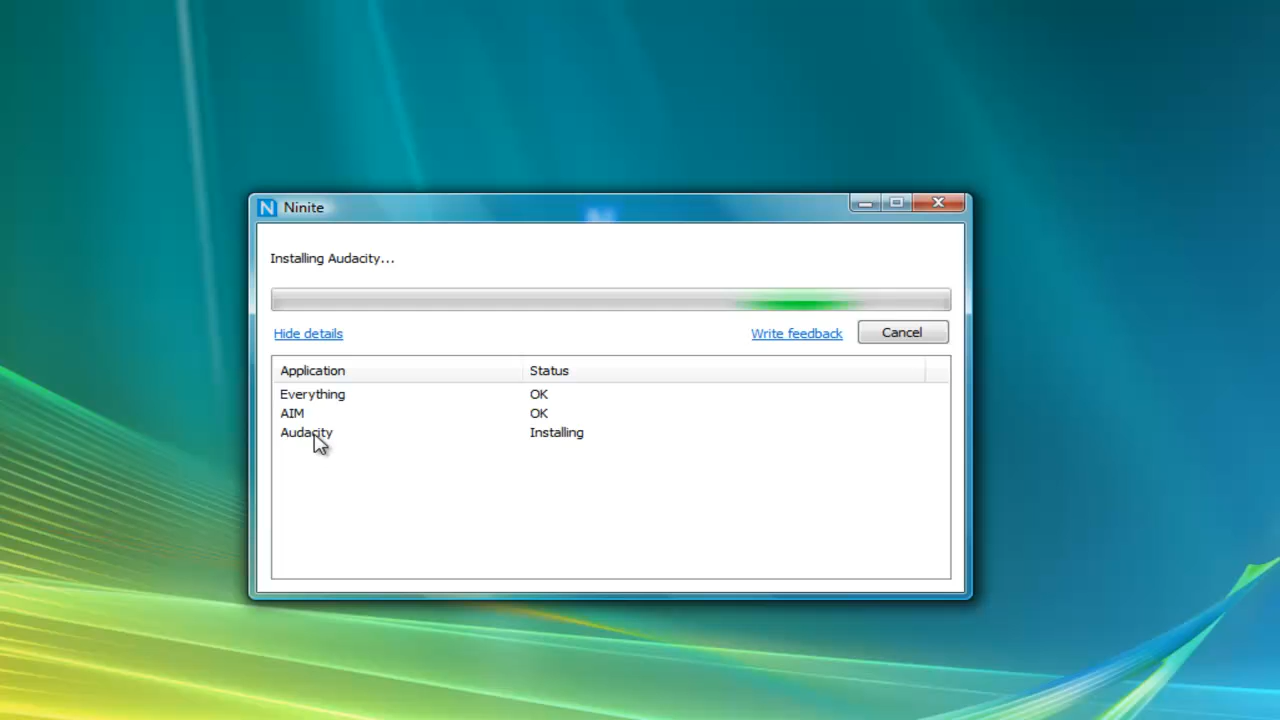 Ninite
Installing Audacity...
Hide details
Write feedback
Cancel
Application Status
Everything OK
AIM OK
Audacity Installing